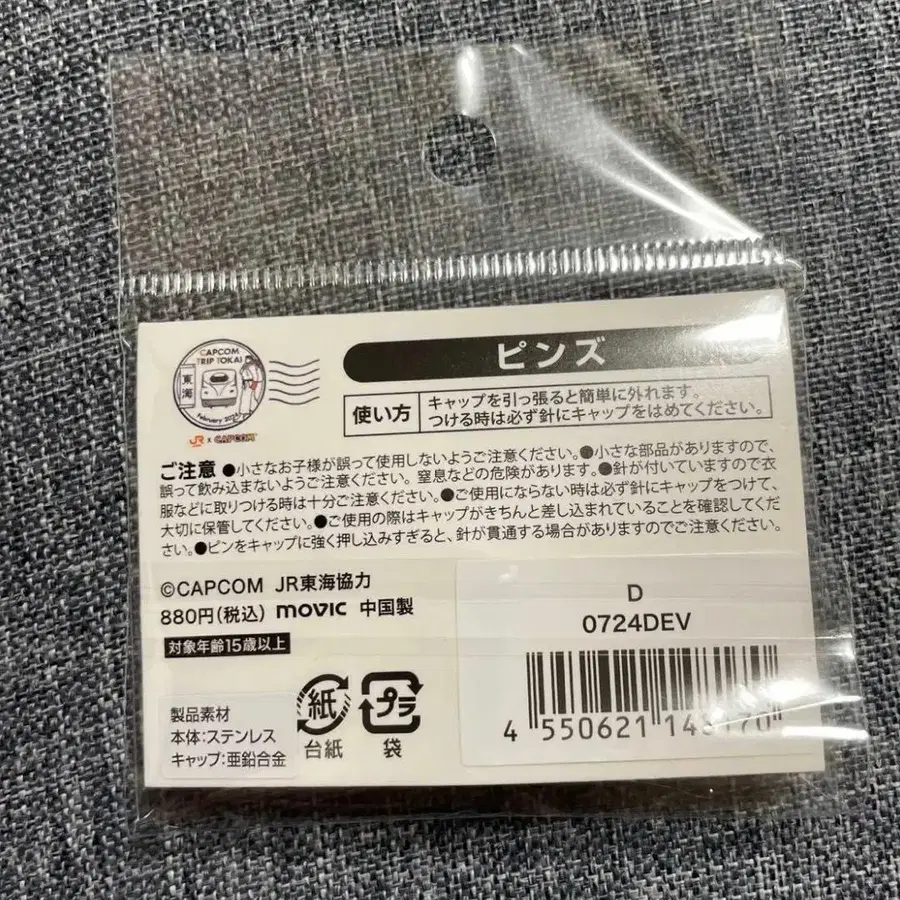 CAPCOM
TRIP TOKAI
東海
JR × CAPCOM
ピンズ
使い方
キャップを引っ張ると簡単に外れます。
つける時は必ず針にキャップをはめてください。
ご注意 ●小さなお子様が誤って使用しないようご注意ください。●小さな部品がありますので、
誤って飲み込まないようご注意ください。窒息などの危険があります。●針が付いていますので衣
服などに取りつける時は十分ご注意ください。●ご使用にならない時は必ず針にキャップをつけて、
大切に保管してください。●ご使用の際はキャップがきちんと差し込まれていることを確認してくだ
さい。●ピンをキャップに強く押し込みすぎると、針が貫通する場合がありますのでご注意ください。
©CAPCOM JR東海協力
880円(税込) movic 中国製
対象年齢15歳以上
製品素材
本体:ステンレス
キャップ:亜鉛合金
紙
台紙
プラ
袋
D
0724DEV
4 550621